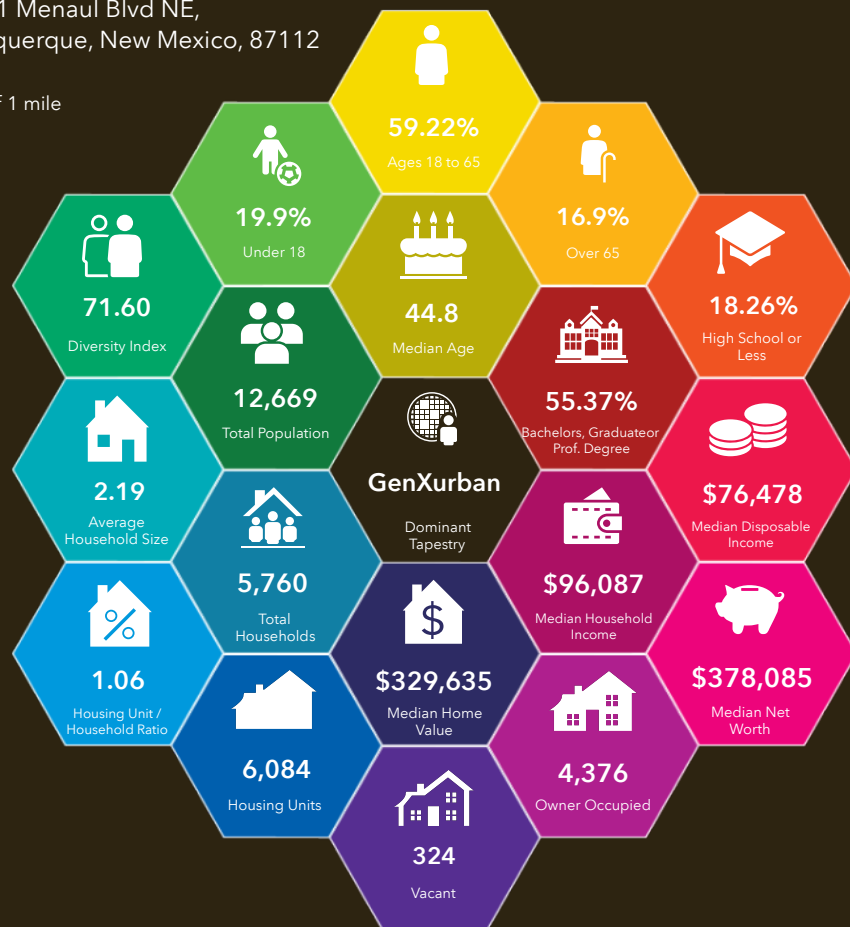 1 Menaul Blvd NE,
querque, New Mexico, 87112
1 mile
59.22%
Ages 18 to 65
19.9%
Under 18
16.9%
Over 65
71.60
Diversity Index
44.8
Median Age
18.26%
High School or
Less
12,669
Total Population
55.37%
Bachelors, Graduateor
Prof. Degree
2.19
Average
Household Size
GenXurban
Dominant
Tapestry
$76,478
Median Disposable
Income
5,760
Total
Households
$96,087
Median Household
Income
1.06
Housing Unit /
Household Ratio
$329,635
Median Home
Value
$378,085
Median Net
Worth
6,084
Housing Units
4,376
Owner Occupied
324
Vacant